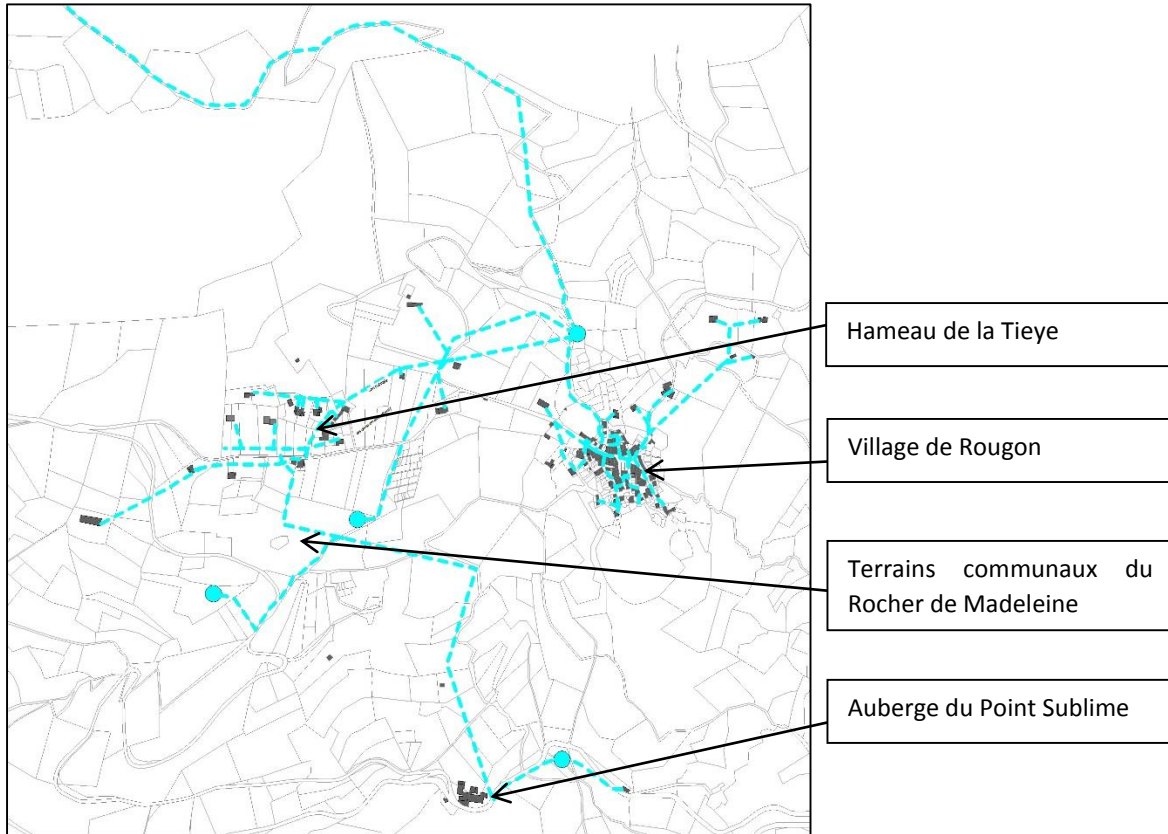 Hameau de la Tieye
Village de Rougon
Terrains communaux du
Rocher de Madeleine
Auberge du Point Sublime